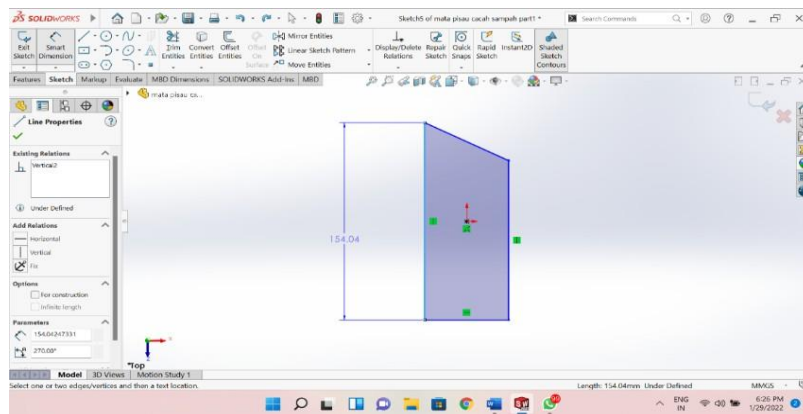 SOLIDWORKS
Sketch5 of mata pisau cacah sampah part1 *
Search Commands
Exit Sketch
Smart Dimension
Trim Entities
Convert Entities
Offset Entities
Offset On Surface
Mirror Entities
Linear Sketch Pattern
Move Entities
Display/Delete Relations
Repair Sketch
Quick Snaps
Rapid Sketch
Instant2D
Shaded Sketch Contours
Features Sketch Markup Evaluate MBD Dimensions SOLIDWORKS Add-Ins MBD
mata pisau co...
Line Properties
Existing Relations
Vertical2
Under Defined
Add Relations
Horizontal
Vertical
Fix
Options
For construction
Infinite length
Parameters
154.04247331
270.00°
154.04
*Top
Model 3D Views Motion Study 1
Select one or two edges/vertices and then a text location.
Length: 154.04mm Under Defined MMGS
ENG
IN
6:26 PM
1/29/2022